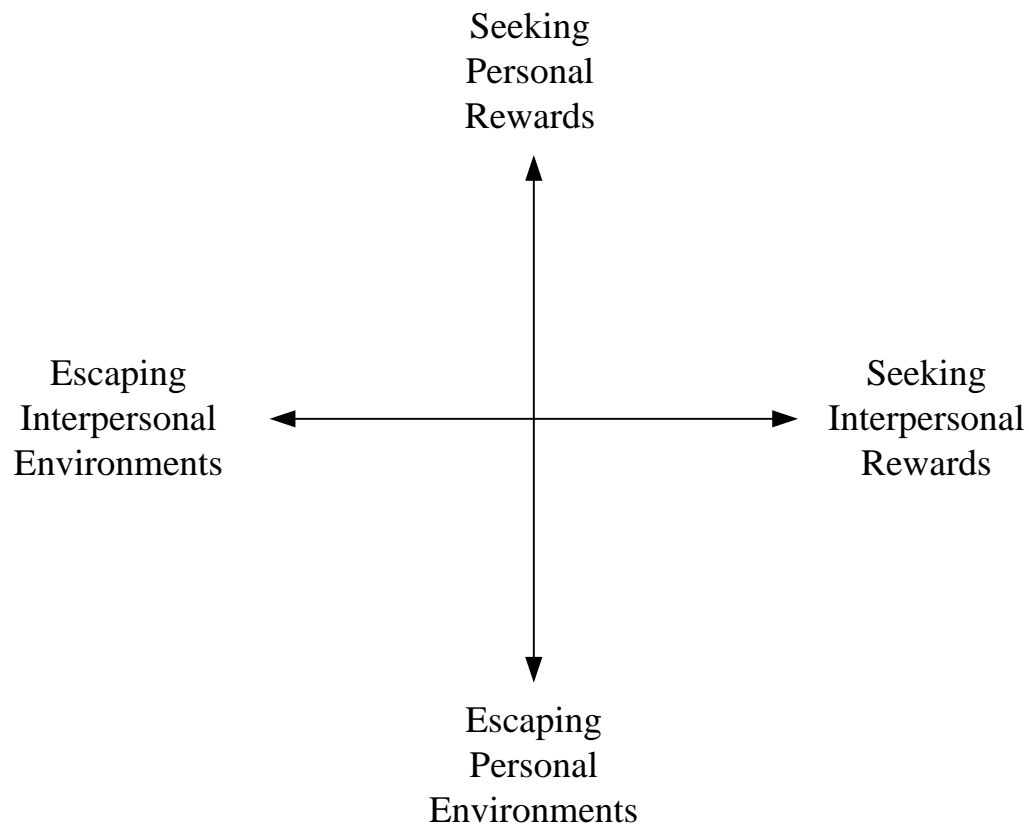 Seeking
Personal
Rewards
Escaping
Interpersonal
Environments
Seeking
Interpersonal
Rewards
Escaping
Personal
Environments